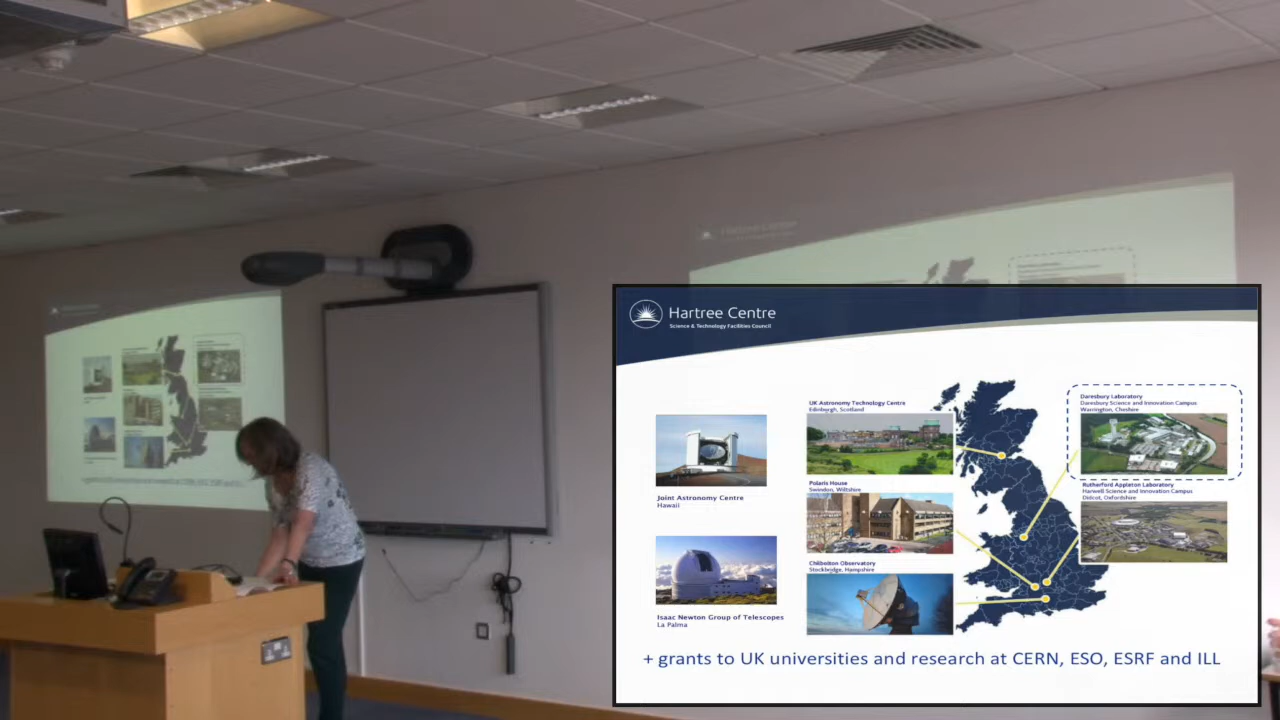 Hartree Centre
Science & Technology Facilities Council
UK Astronomy Technology Centre
Edinburgh, Scotland
Daresbury Laboratory
Daresbury Science and Innovation Campus
Warrington, Cheshire
Joint Astronomy Centre
Hawaii
Polaris House
Swindon, Wiltshire
Rutherford Appleton Laboratory
Harwell Science and Innovation Campus
Didcot, Oxfordshire
Chilbolton Observatory
Stockbridge, Hampshire
Isaac Newton Group of Telescopes
La Palma
+ grants to UK universities and research at CERN, ESO, ESRF and ILL